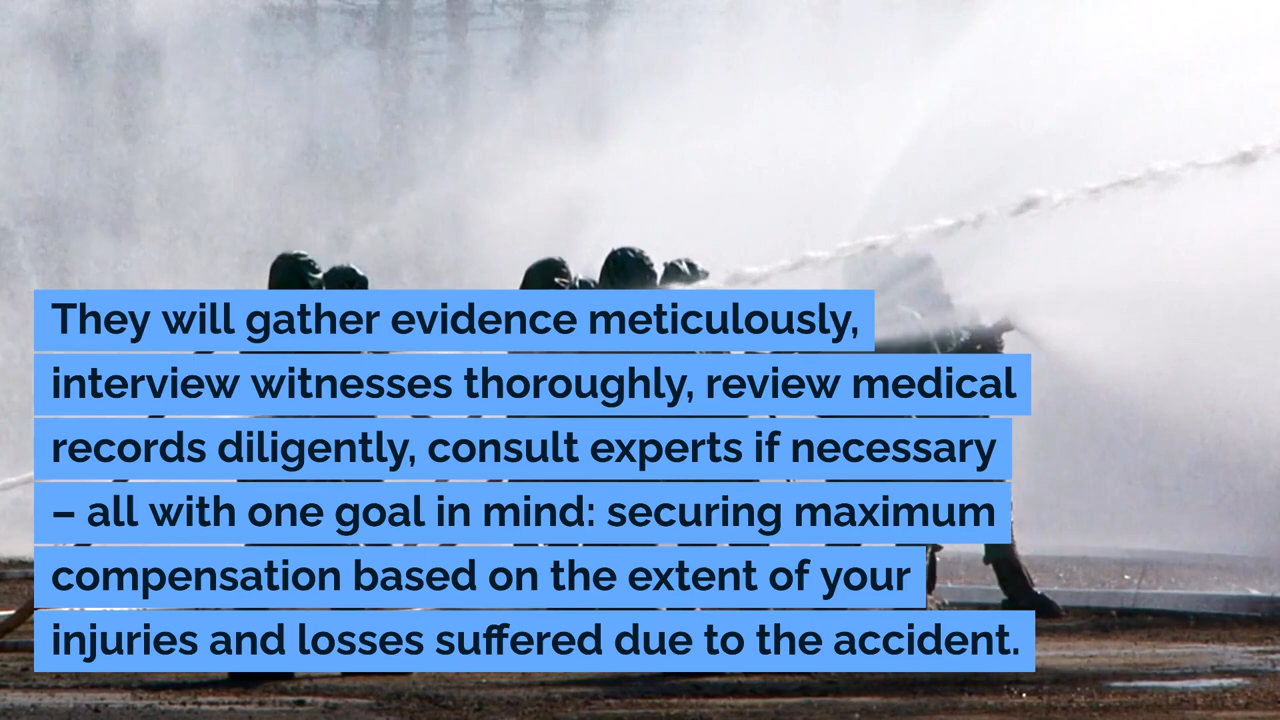 They will gather evidence meticulously,
interview witnesses thoroughly, review medical
records diligently, consult experts if necessary
– all with one goal in mind: securing maximum
compensation based on the extent of your
injuries and losses suffered due to the accident.